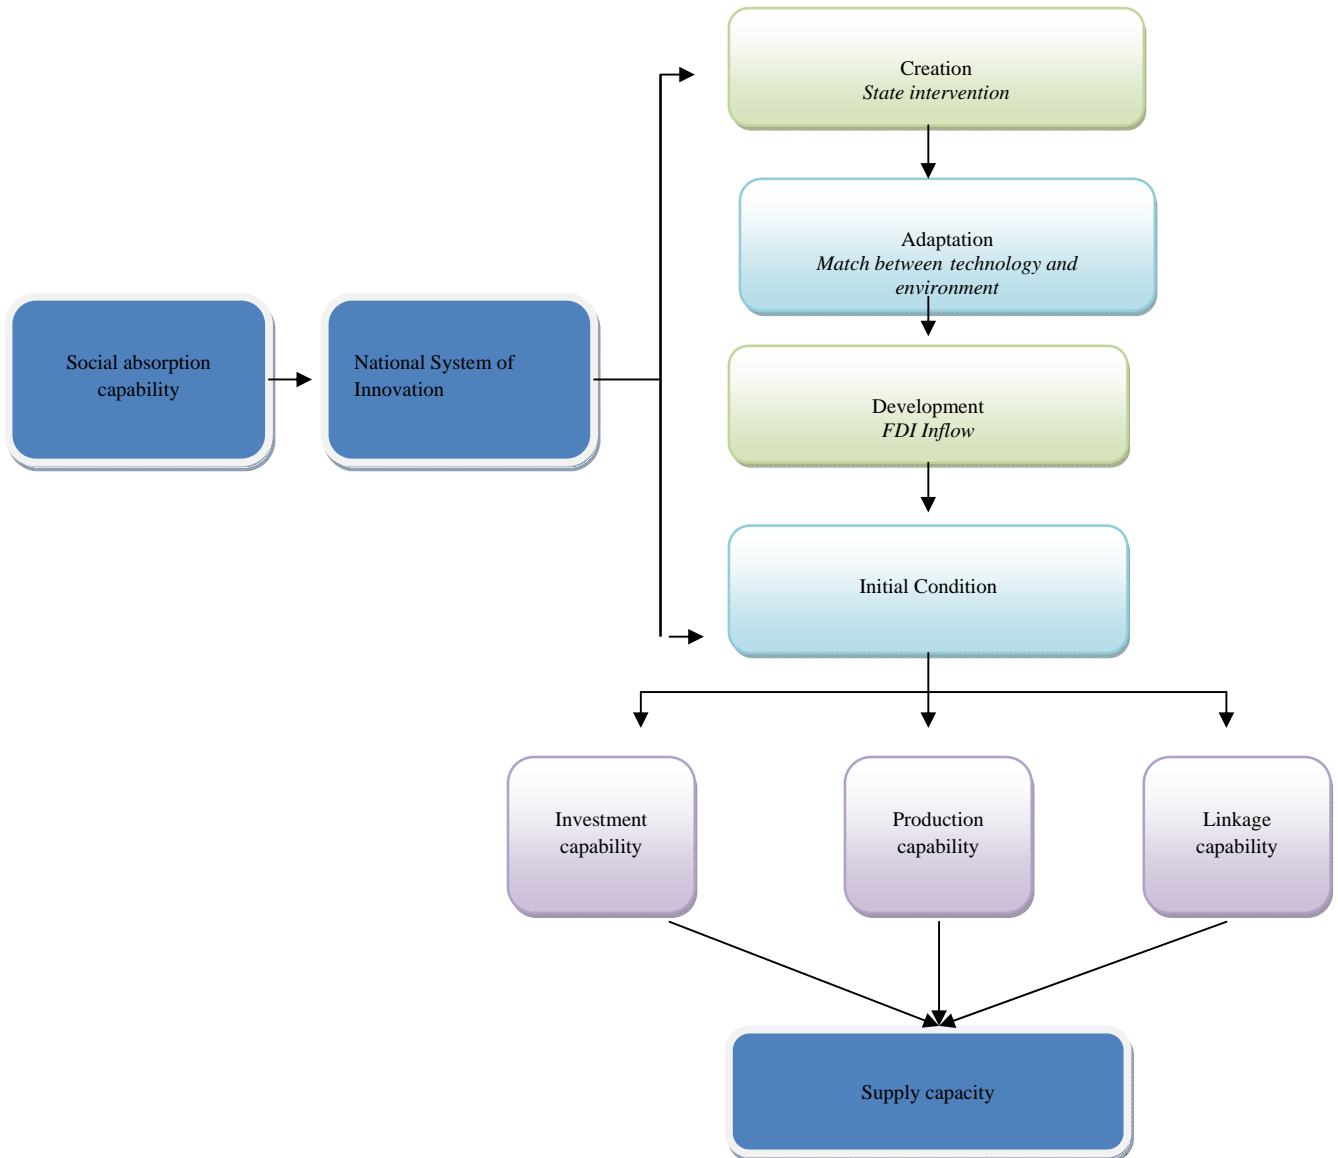 Creation
State intervention
Adaptation
Match between technology and
environment
Social absorption
capability
National System of
Innovation
Development
FDI Inflow
Initial Condition
Investment
capability
Production
capability
Linkage
capability
Supply capacity